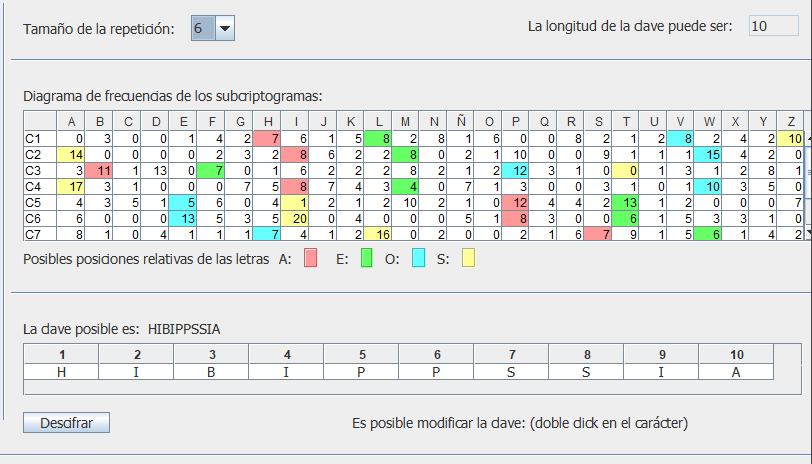 Tamaño de la repetición: 6 La longitud de la clave puede ser: 10
Diagrama de frecuencias de los subcriptogramas:
A B C D E F G H I J K L M N Ñ O P Q R S T U V W X Y Z
C1 0 3 0 0 1 4 2 7 6 1 5 8 2 8 1 6 0 0 8 2 1 2 8 2 4 2 10
C2 14 0 0 0 0 2 3 2 8 6 2 2 8 0 2 1 10 0 0 9 1 1 1 15 4 2 0
C3 3 11 1 13 0 7 0 1 6 2 2 2 8 2 1 2 12 3 1 0 0 1 3 1 2 8 1
C4 17 3 1 0 0 0 7 5 8 7 4 3 4 0 7 1 3 0 0 3 1 0 1 10 3 5 0
C5 4 3 5 1 5 6 0 4 1 2 1 2 10 2 1 0 12 4 4 2 13 1 2 0 0 0 7
C6 6 0 0 0 13 5 3 5 20 0 4 0 0 0 5 1 8 3 0 0 6 1 5 3 3 1 0
C7 8 1 0 4 1 1 1 7 4 1 2 16 2 0 0 0 2 1 6 7 9 1 5 6 1 4 2
Posibles posiciones relativas de las letras A: E: O: S:
La clave posible es: HIBIPPSSIA
1 2 3 4 5 6 7 8 9 10
H I B I P P S S I A
Descifrar Es posible modificar la clave: (doble click en el carácter)